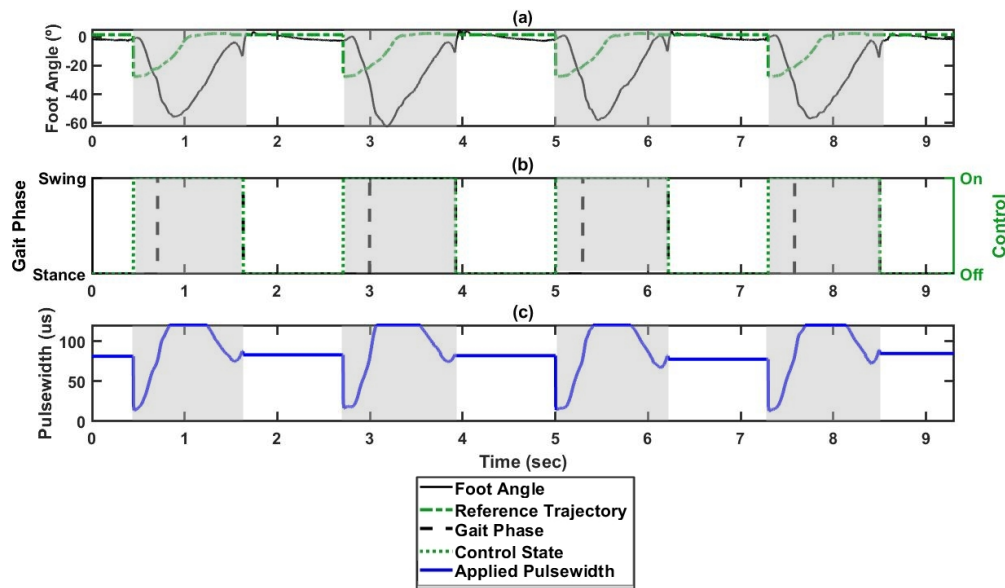 (a)
Foot Angle (º)
0
-20
-40
-60
0 1 2 3 4 5 6 7 8 9
(b)
Gait Phase
Swing
Stance
On
Off
Control
0 1 2 3 4 5 6 7 8 9
(c)
Pulsewidth (us)
100
50
0
0 1 2 3 4 5 6 7 8 9
Time (sec)
Foot Angle
Reference Trajectory
Gait Phase
Control State
Applied Pulsewidth